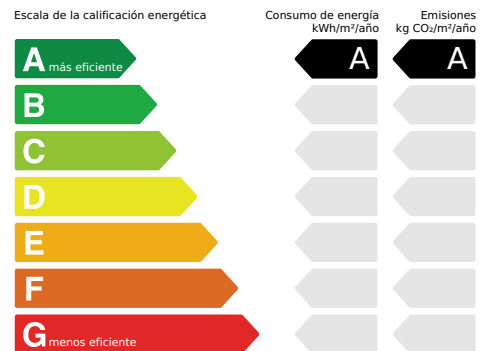 Escala de la calificación energética
Consumo de energía
kWh/m²/año
Emisiones
kg CO₂/m²/año
A más eficiente
A
A
B
C
D
E
F
G menos eficiente